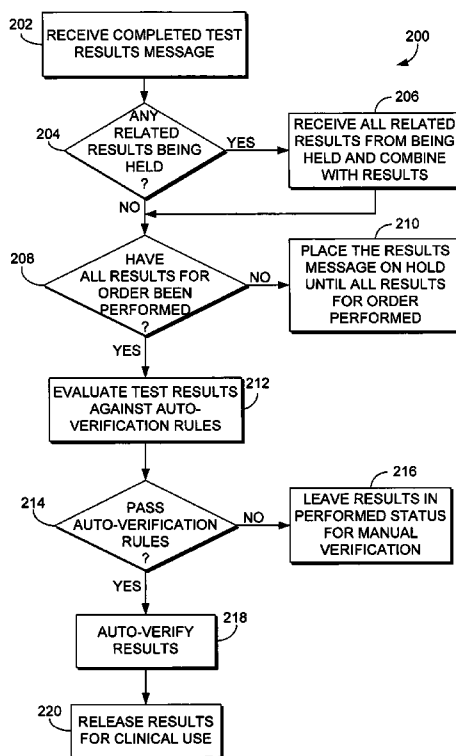 202
RECEIVE COMPLETED TEST
RESULTS MESSAGE
200
204
ANY
RELATED
RESULTS BEING
HELD
?
YES
206
RECEIVE ALL RELATED
RESULTS FROM BEING
HELD AND COMBINE
WITH RESULTS
NO
208
HAVE
ALL RESULTS FOR
ORDER BEEN
PERFORMED
?
NO
210
PLACE THE RESULTS
MESSAGE ON HOLD
UNTIL ALL RESULTS
FOR ORDER
PERFORMED
YES
EVALUATE TEST RESULTS
AGAINST AUTO-
VERIFICATION RULES
212
214
PASS
AUTO-VERIFICATION
RULES
?
NO
216
LEAVE RESULTS IN
PERFORMED STATUS
FOR MANUAL
VERIFICATION
YES
AUTO-VERIFY
RESULTS
218
220
RELEASE RESULTS
FOR CLINICAL USE